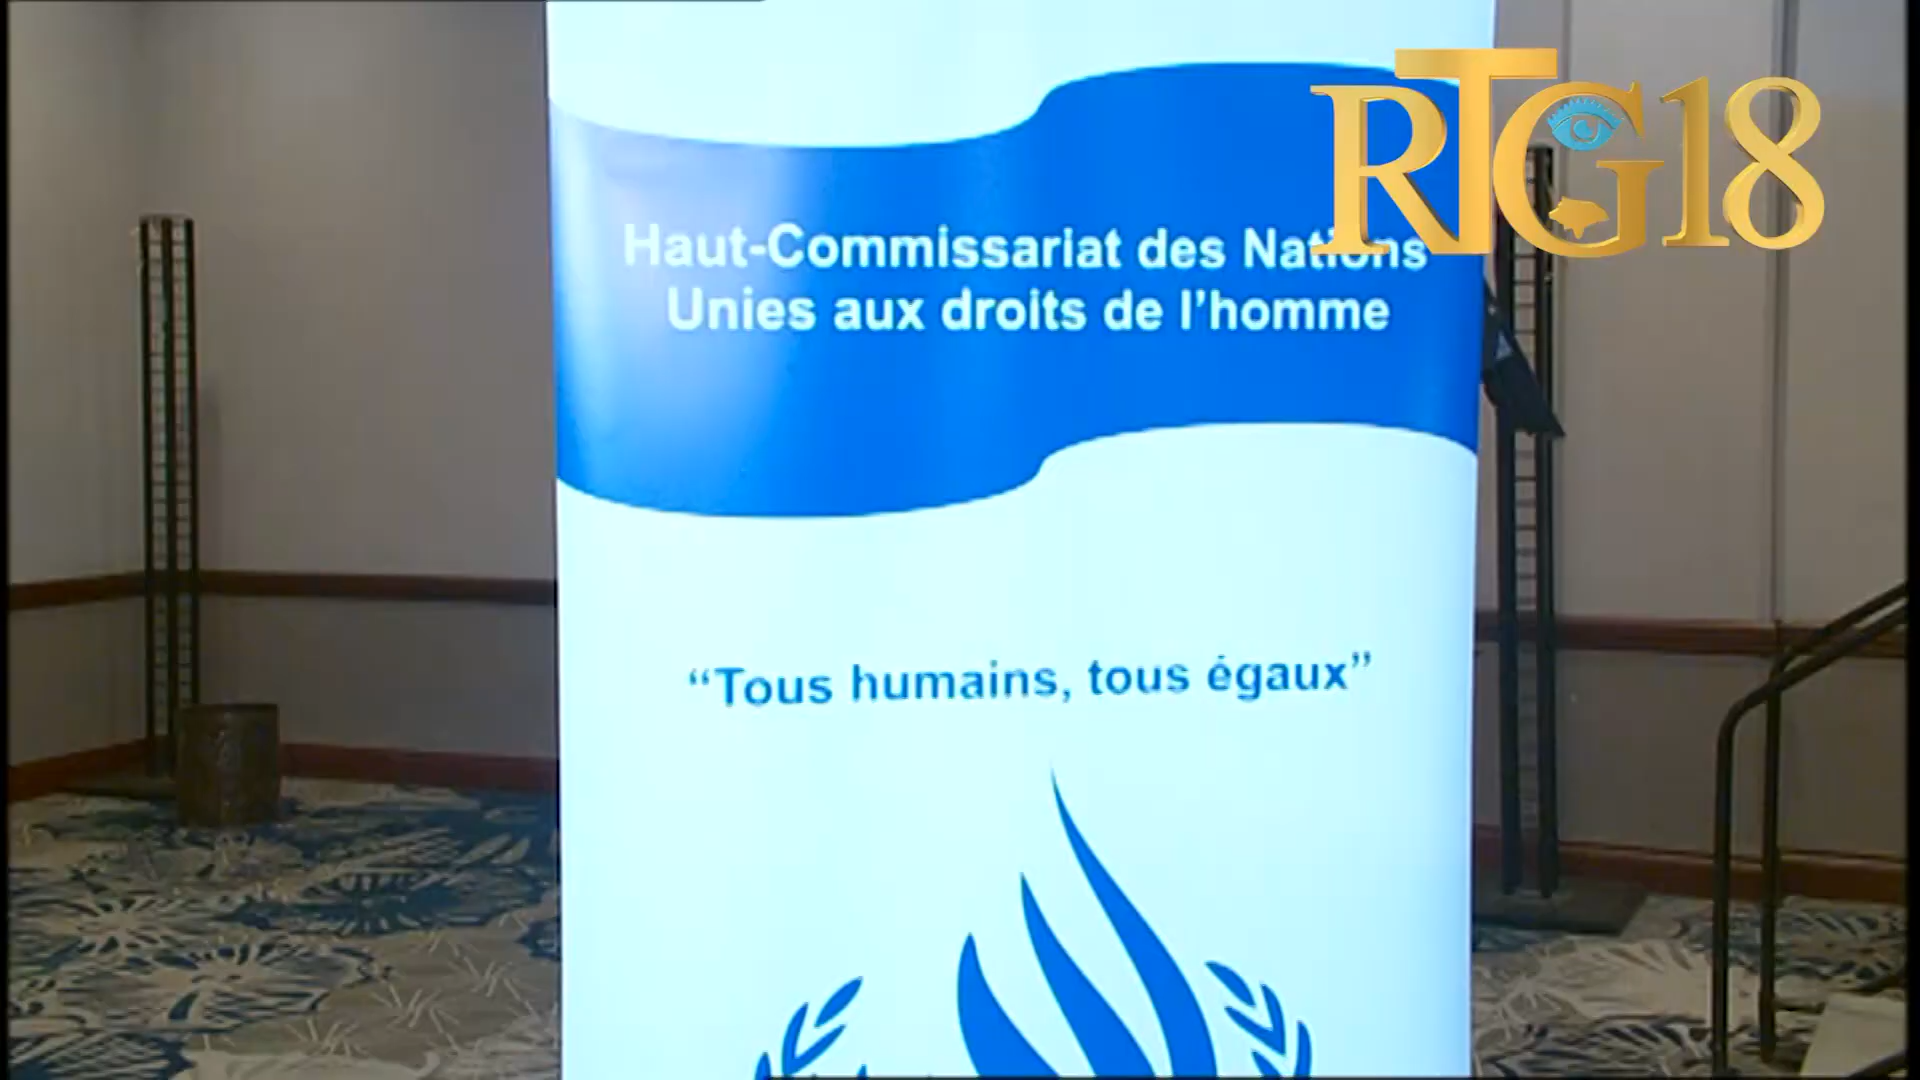 RTG18
Haut-Commissariat des Nations
Unies aux droits de l’homme
“Tous humains, tous égaux”